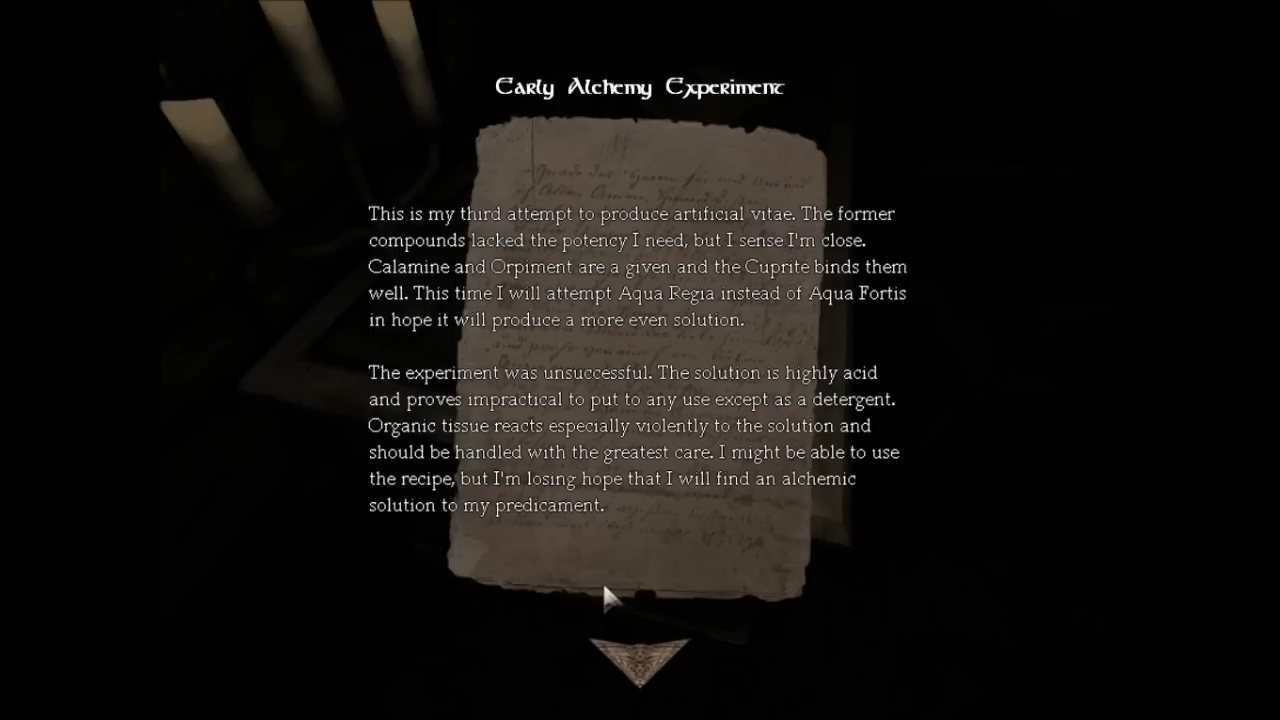 Early Alchemy Experiment
This is my third attempt to produce artificial vitae. The former
compounds lacked the potency I need, but I sense I'm close.
Calamine and Orpiment are a given and the Cuprite binds them
well. This time I will attempt Aqua Regia instead of Aqua Fortis
in hope it will produce a more even solution.
The experiment was unsuccessful. The solution is highly acid
and proves impractical to put to any use except as a detergent.
Organic tissue reacts especially violently to the solution and
should be handled with the greatest care. I might be able to use
the recipe, but I'm losing hope that I will find an alchemic
solution to my predicament.